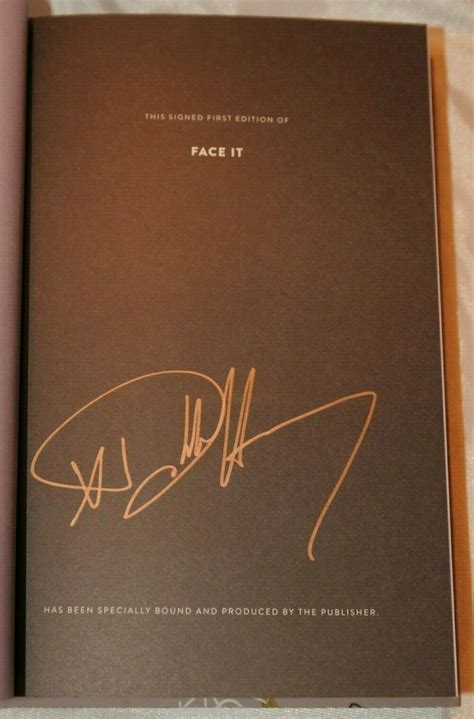 THIS SIGNED FIRST EDITION OF
FACE IT
HAS BEEN SPECIALLY BOUND AND PRODUCED BY THE PUBLISHER.